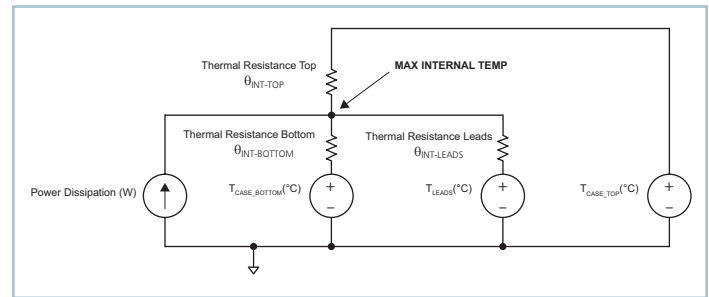 Thermal Resistance Top
θINT-TOP
MAX INTERNAL TEMP
Thermal Resistance Bottom
θINT-BOTTOM
Thermal Resistance Leads
θINT-LEADS
Power Dissipation (W)
TCASE_BOTTOM(°C)
+
–
TLEADS(°C)
+
–
TCASE_TOP(°C)
+
–